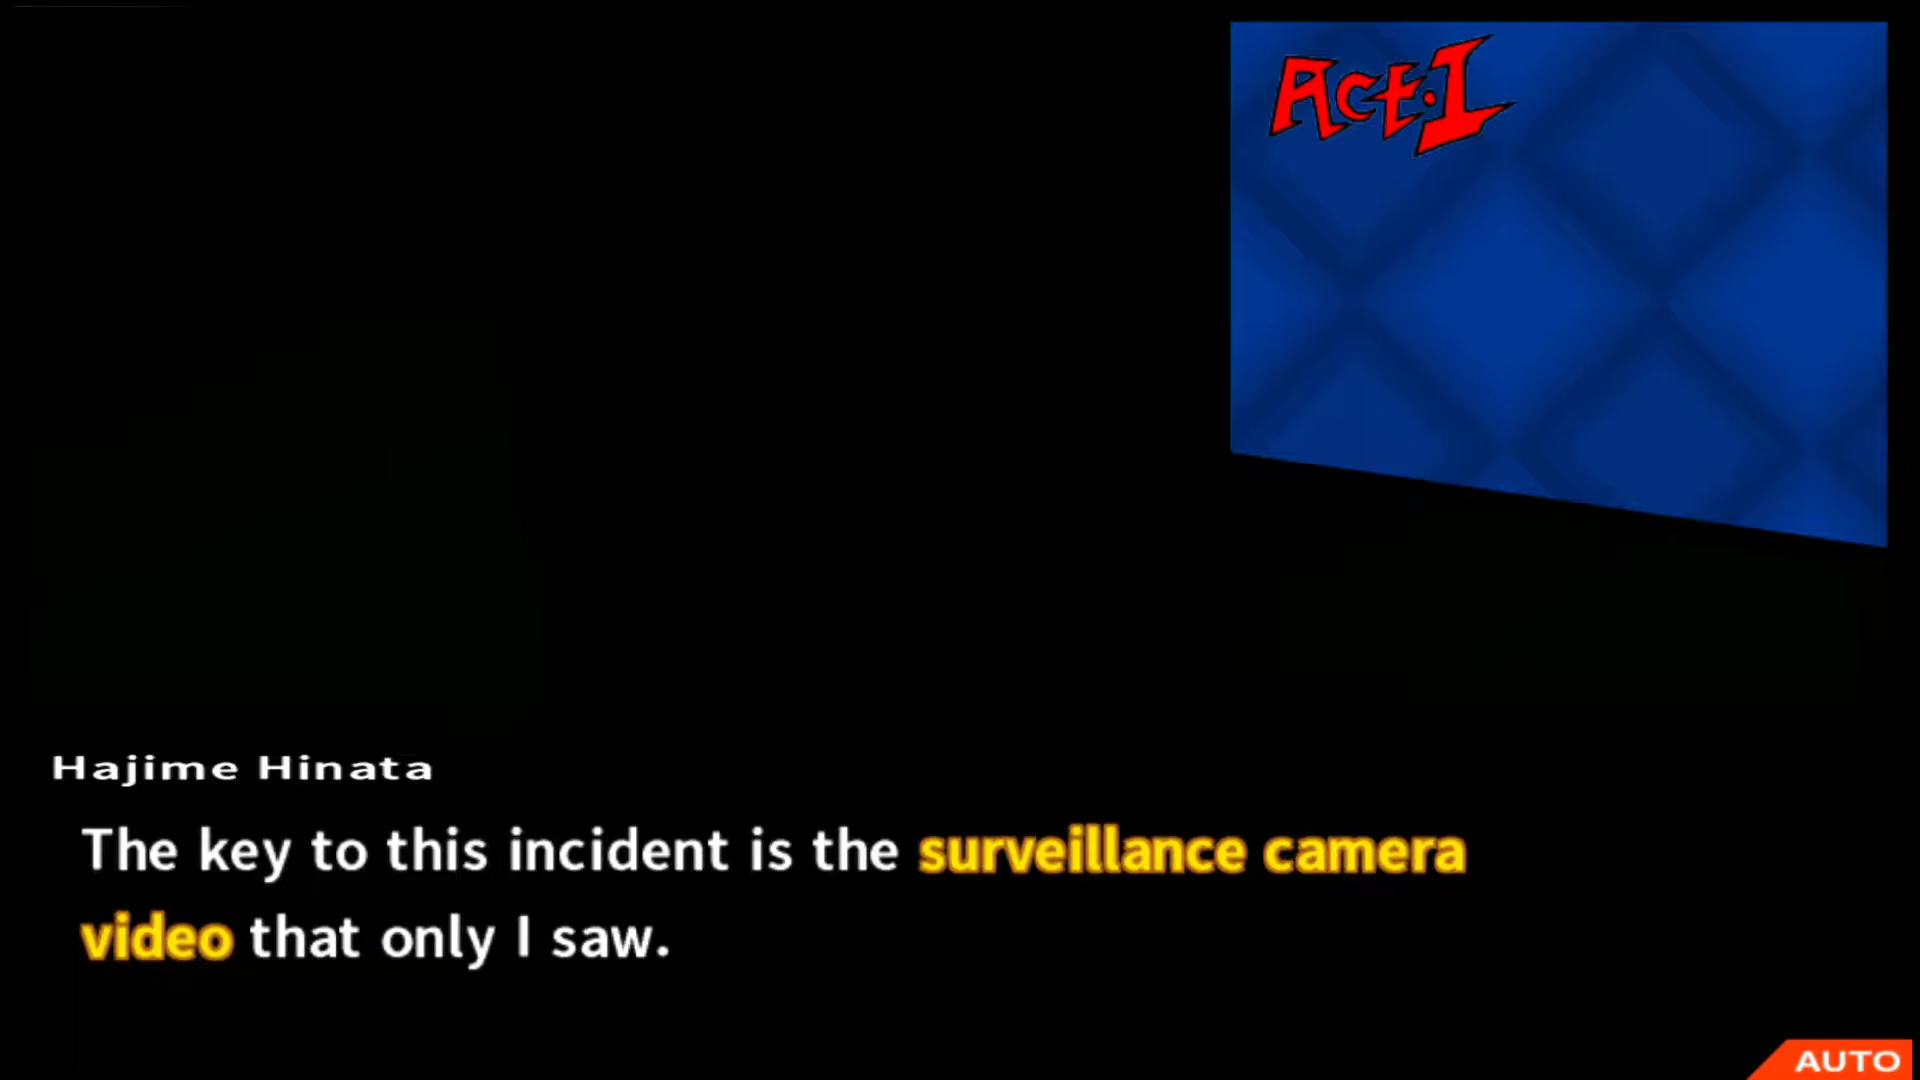 Act.1
Hajime Hinata
The key to this incident is the surveillance camera
video that only I saw.
AUTO